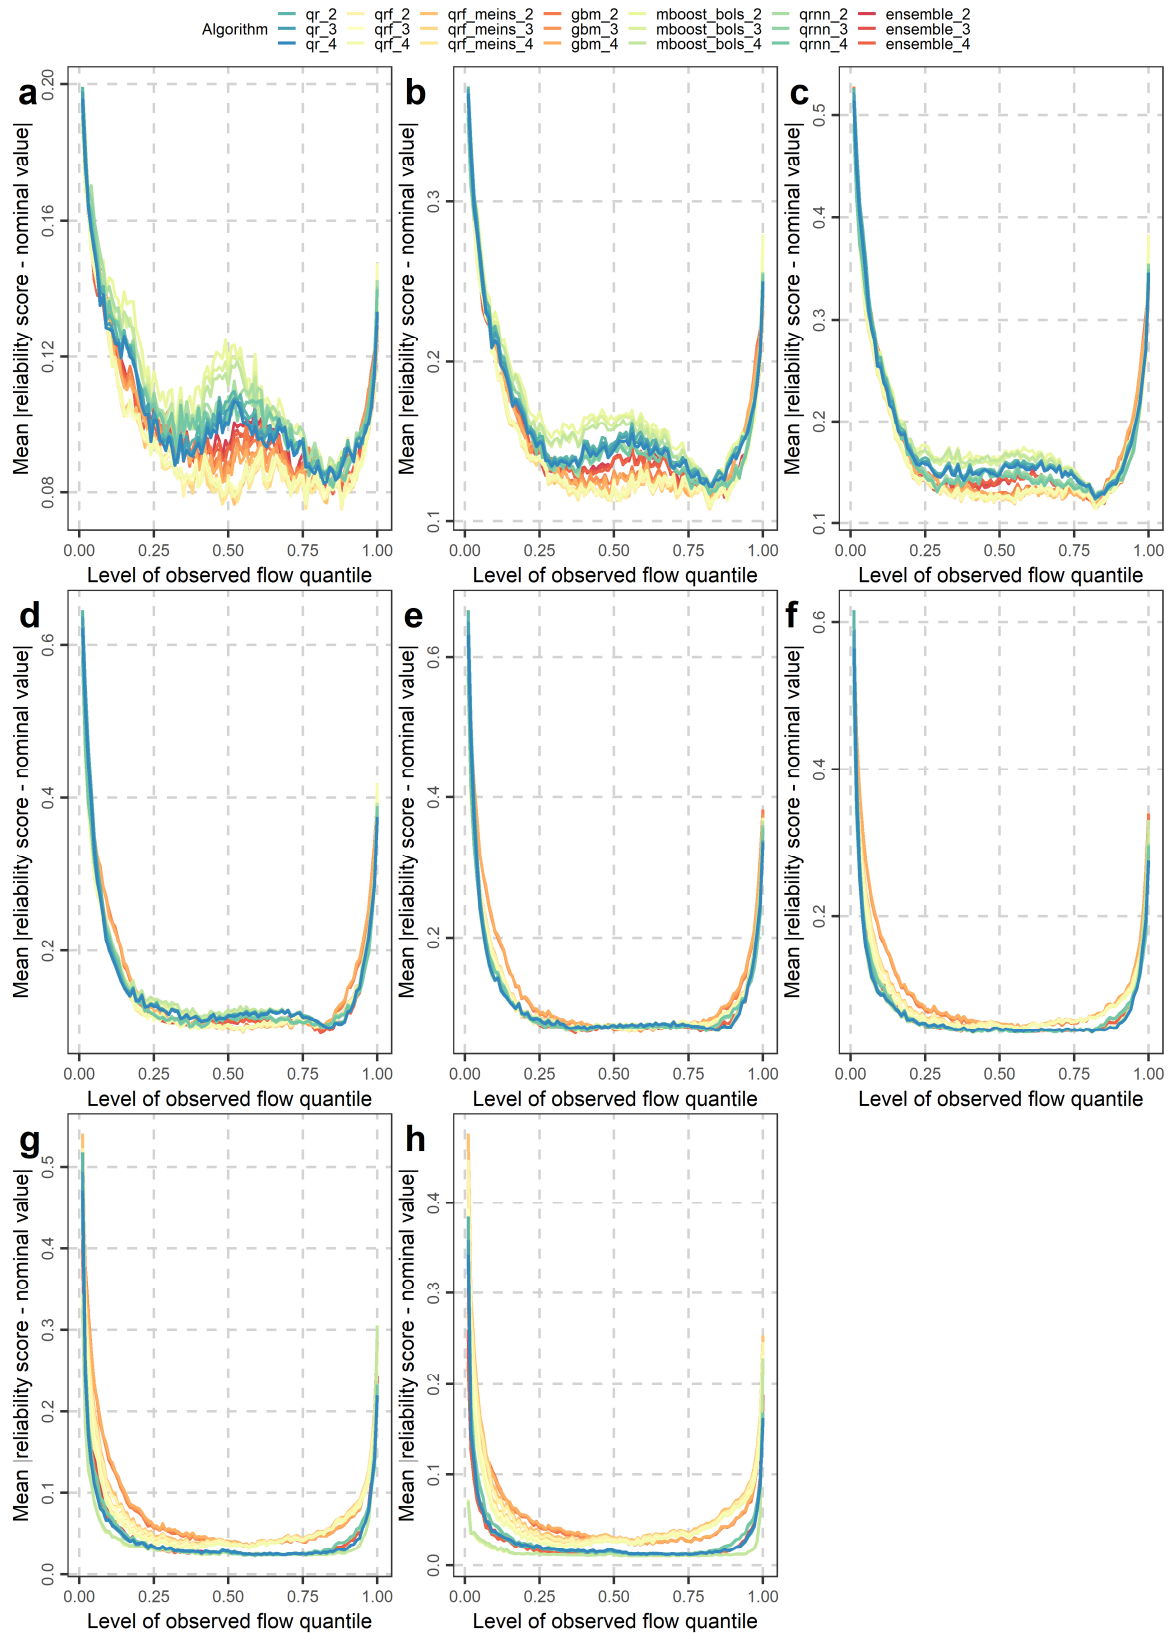 qr_2 qrf_2 qrf_meins_2 gbm_2 mboost_bols_2 qrnn_2 ensemble_2
Algorithm qr_3 qrf_3 qrf_meins_3 gbm_3 mboost_bols_3 qrnn_3 ensemble_3
qr_4 qrf_4 qrf_meins_4 gbm_4 mboost_bols_4 qrnn_4 ensemble_4
a
Mean |reliability score - nominal value|
0.20
0.16
0.12
0.08
0.00 0.25 0.50 0.75 1.00
Level of observed flow quantile
b
Mean |reliability score - nominal value|
0.3
0.2
0.1
0.00 0.25 0.50 0.75 1.00
Level of observed flow quantile
c
Mean |reliability score - nominal value|
0.5
0.4
0.3
0.2
0.1
0.00 0.25 0.50 0.75 1.00
Level of observed flow quantile
d
Mean |reliability score - nominal value|
0.6
0.4
0.2
0.00 0.25 0.50 0.75 1.00
Level of observed flow quantile
e
Mean |reliability score - nominal value|
0.6
0.4
0.2
0.00 0.25 0.50 0.75 1.00
Level of observed flow quantile
f
Mean |reliability score - nominal value|
0.6
0.4
0.2
0.00 0.25 0.50 0.75 1.00
Level of observed flow quantile
g
Mean |reliability score - nominal value|
0.5
0.4
0.3
0.2
0.1
0.0
0.00 0.25 0.50 0.75 1.00
Level of observed flow quantile
h
Mean |reliability score - nominal value|
0.4
0.3
0.2
0.1
0.0
0.00 0.25 0.50 0.75 1.00
Level of observed flow quantile